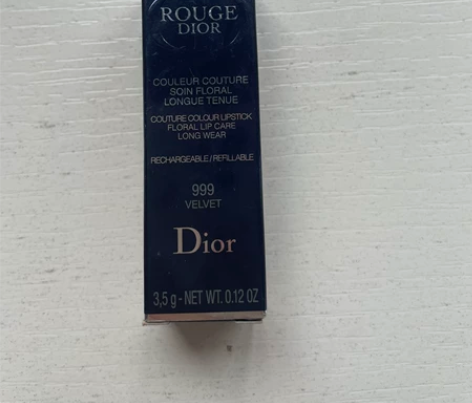 ROUGE
DIOR
COULEUR COUTURE
SOIN FLORAL
LONGUE TENUE
COUTURE COLOUR LIPSTICK
FLORAL LIP CARE
LONG WEAR
RECHARGEABLE/REFILLABLE
999
VELVET
Dior
3,5 g - NET WT. 0.12 OZ